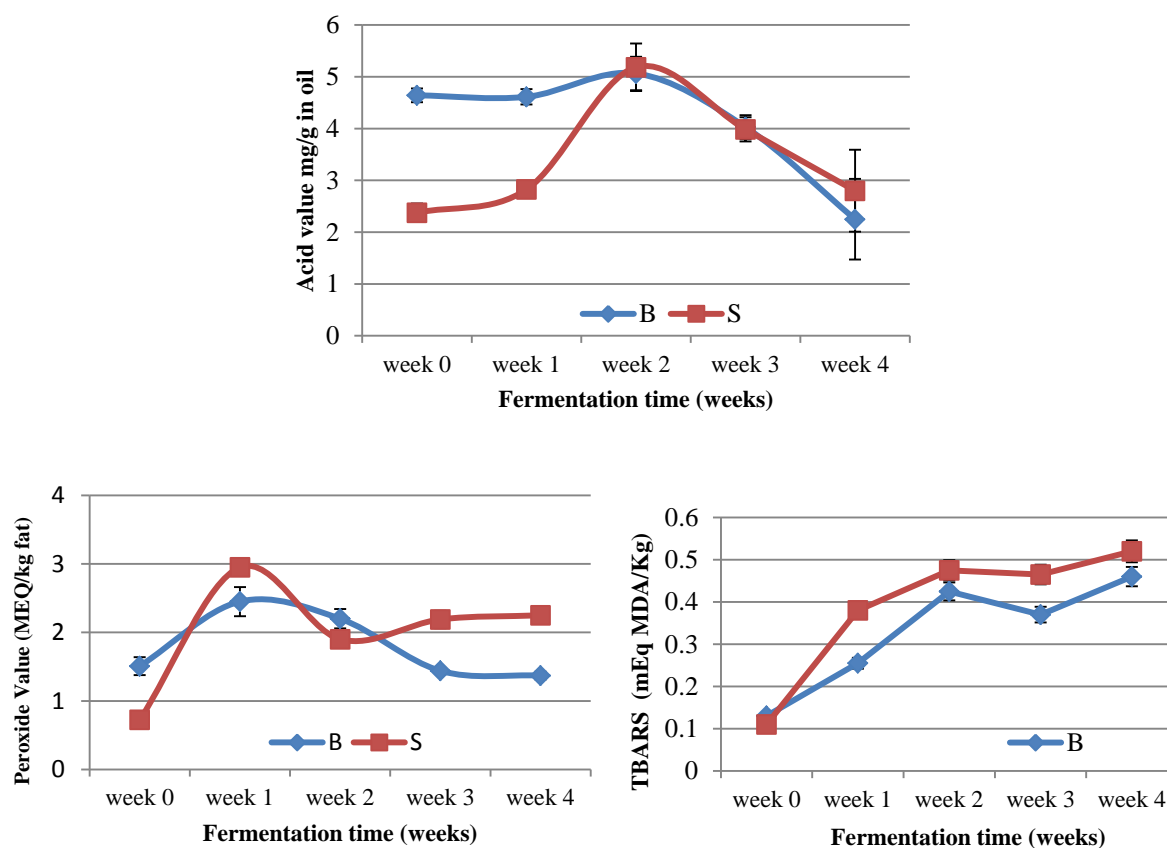 Acid value mg/g in oil
6
5
4
3
2
1
0
B S
week 0 week 1 week 2 week 3 week 4
Fermentation time (weeks)
Peroxide Value (MEQ/kg fat)
4
3
2
1
0
B S
week 0 week 1 week 2 week 3 week 4
Fermentation time (weeks)
TBARS (mEq MDA/Kg)
0.6
0.5
0.4
0.3
0.2
0.1
0
B
week 0 week 1 week 2 week 3 week 4
Fermentation time (weeks)